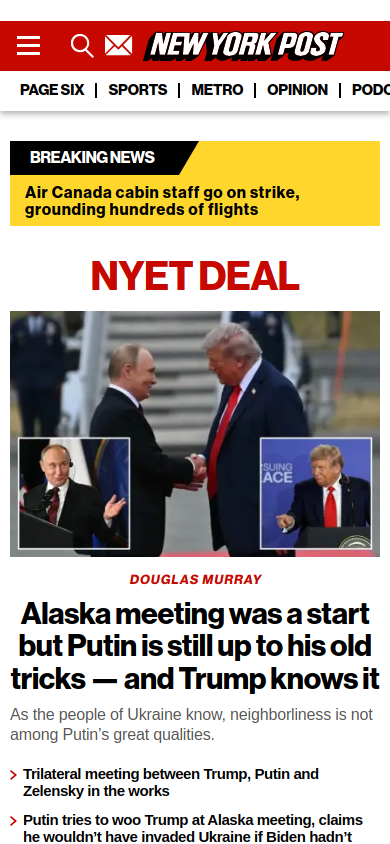 NEW YORK POST
PAGE SIX | SPORTS | METRO | OPINION | PODC
BREAKING NEWS
Air Canada cabin staff go on strike,
grounding hundreds of flights
NYET DEAL
SUING
ACE
DOUGLAS MURRAY
Alaska meeting was a start
but Putin is still up to his old
tricks — and Trump knows it
As the people of Ukraine know, neighborliness is not
among Putin’s great qualities.
Trilateral meeting between Trump, Putin and
Zelensky in the works
Putin tries to woo Trump at Alaska meeting, claims
he wouldn’t have invaded Ukraine if Biden hadn’t